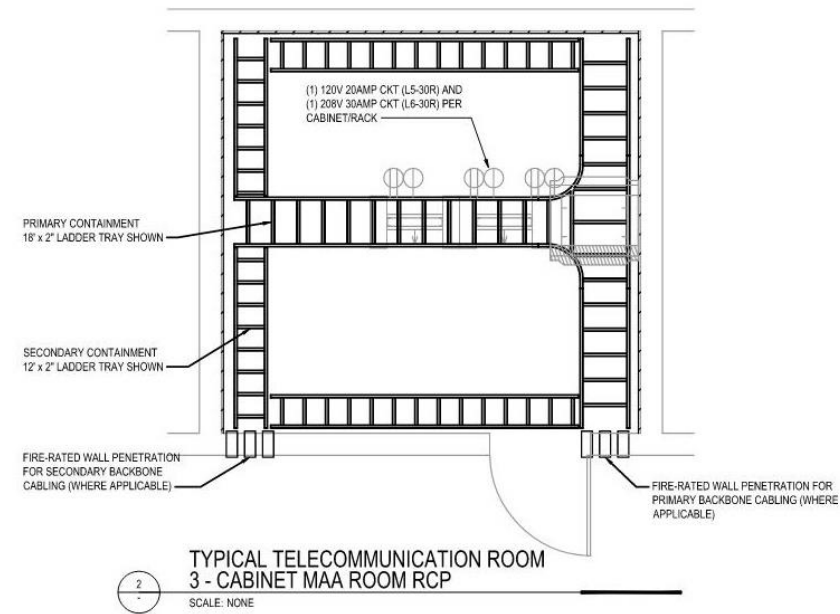 (1) 120V 20AMP CKT (L5-30R) AND
(1) 208V 30AMP CKT (L6-30R) PER
CABINET/RACK
PRIMARY CONTAINMENT
18' x 2" LADDER TRAY SHOWN
SECONDARY CONTAINMENT
12' x 2" LADDER TRAY SHOWN
FIRE-RATED WALL PENETRATION
FOR SECONDARY BACKBONE
CABLING (WHERE APPLICABLE)
FIRE-RATED WALL PENETRATION FOR
PRIMARY BACKBONE CABLING (WHERE
APPLICABLE)
2
-
TYPICAL TELECOMMUNICATION ROOM
3 - CABINET MAA ROOM RCP
SCALE: NONE